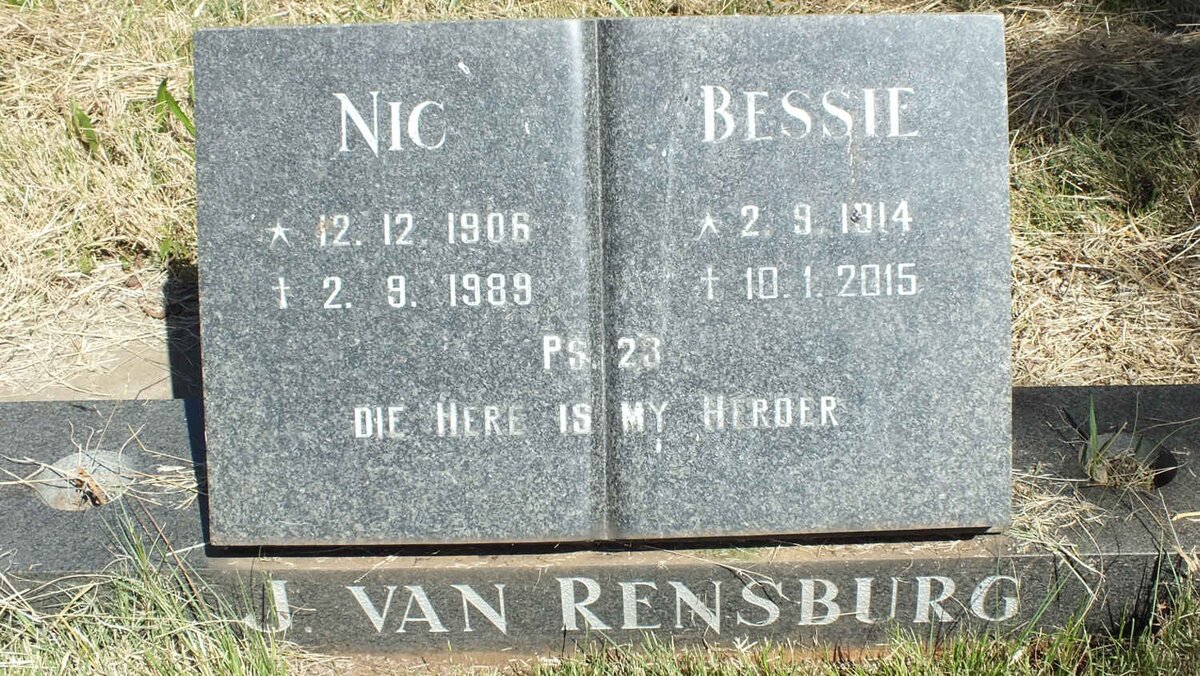 NIC
★ 12. 12. 1906
† 2. 9. 1989
BESSIE
★ 2. 9. 1914
† 10. 1. 2015
PS. 23
DIE HERE IS MY HERDER
J. VAN RENSBURG